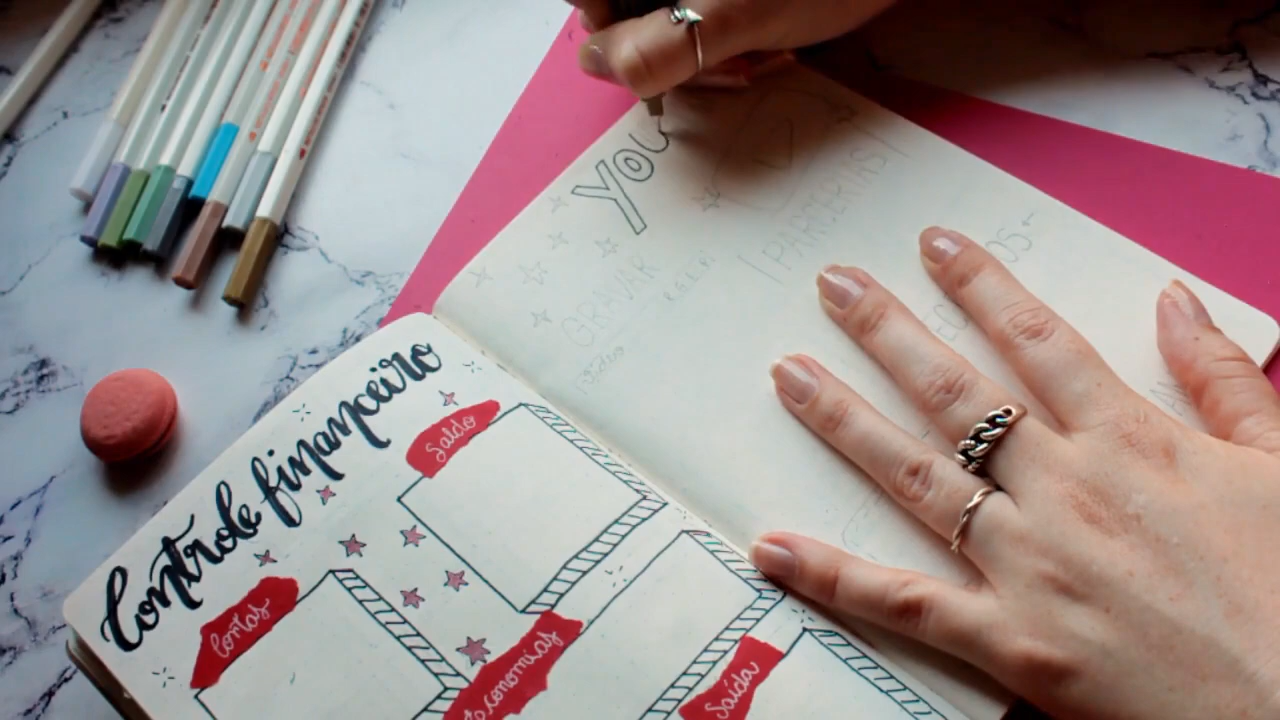 Controle financeiro
Saldo
Contas
Economias
Saída
YOU
GRAVAR
PARCERIAS